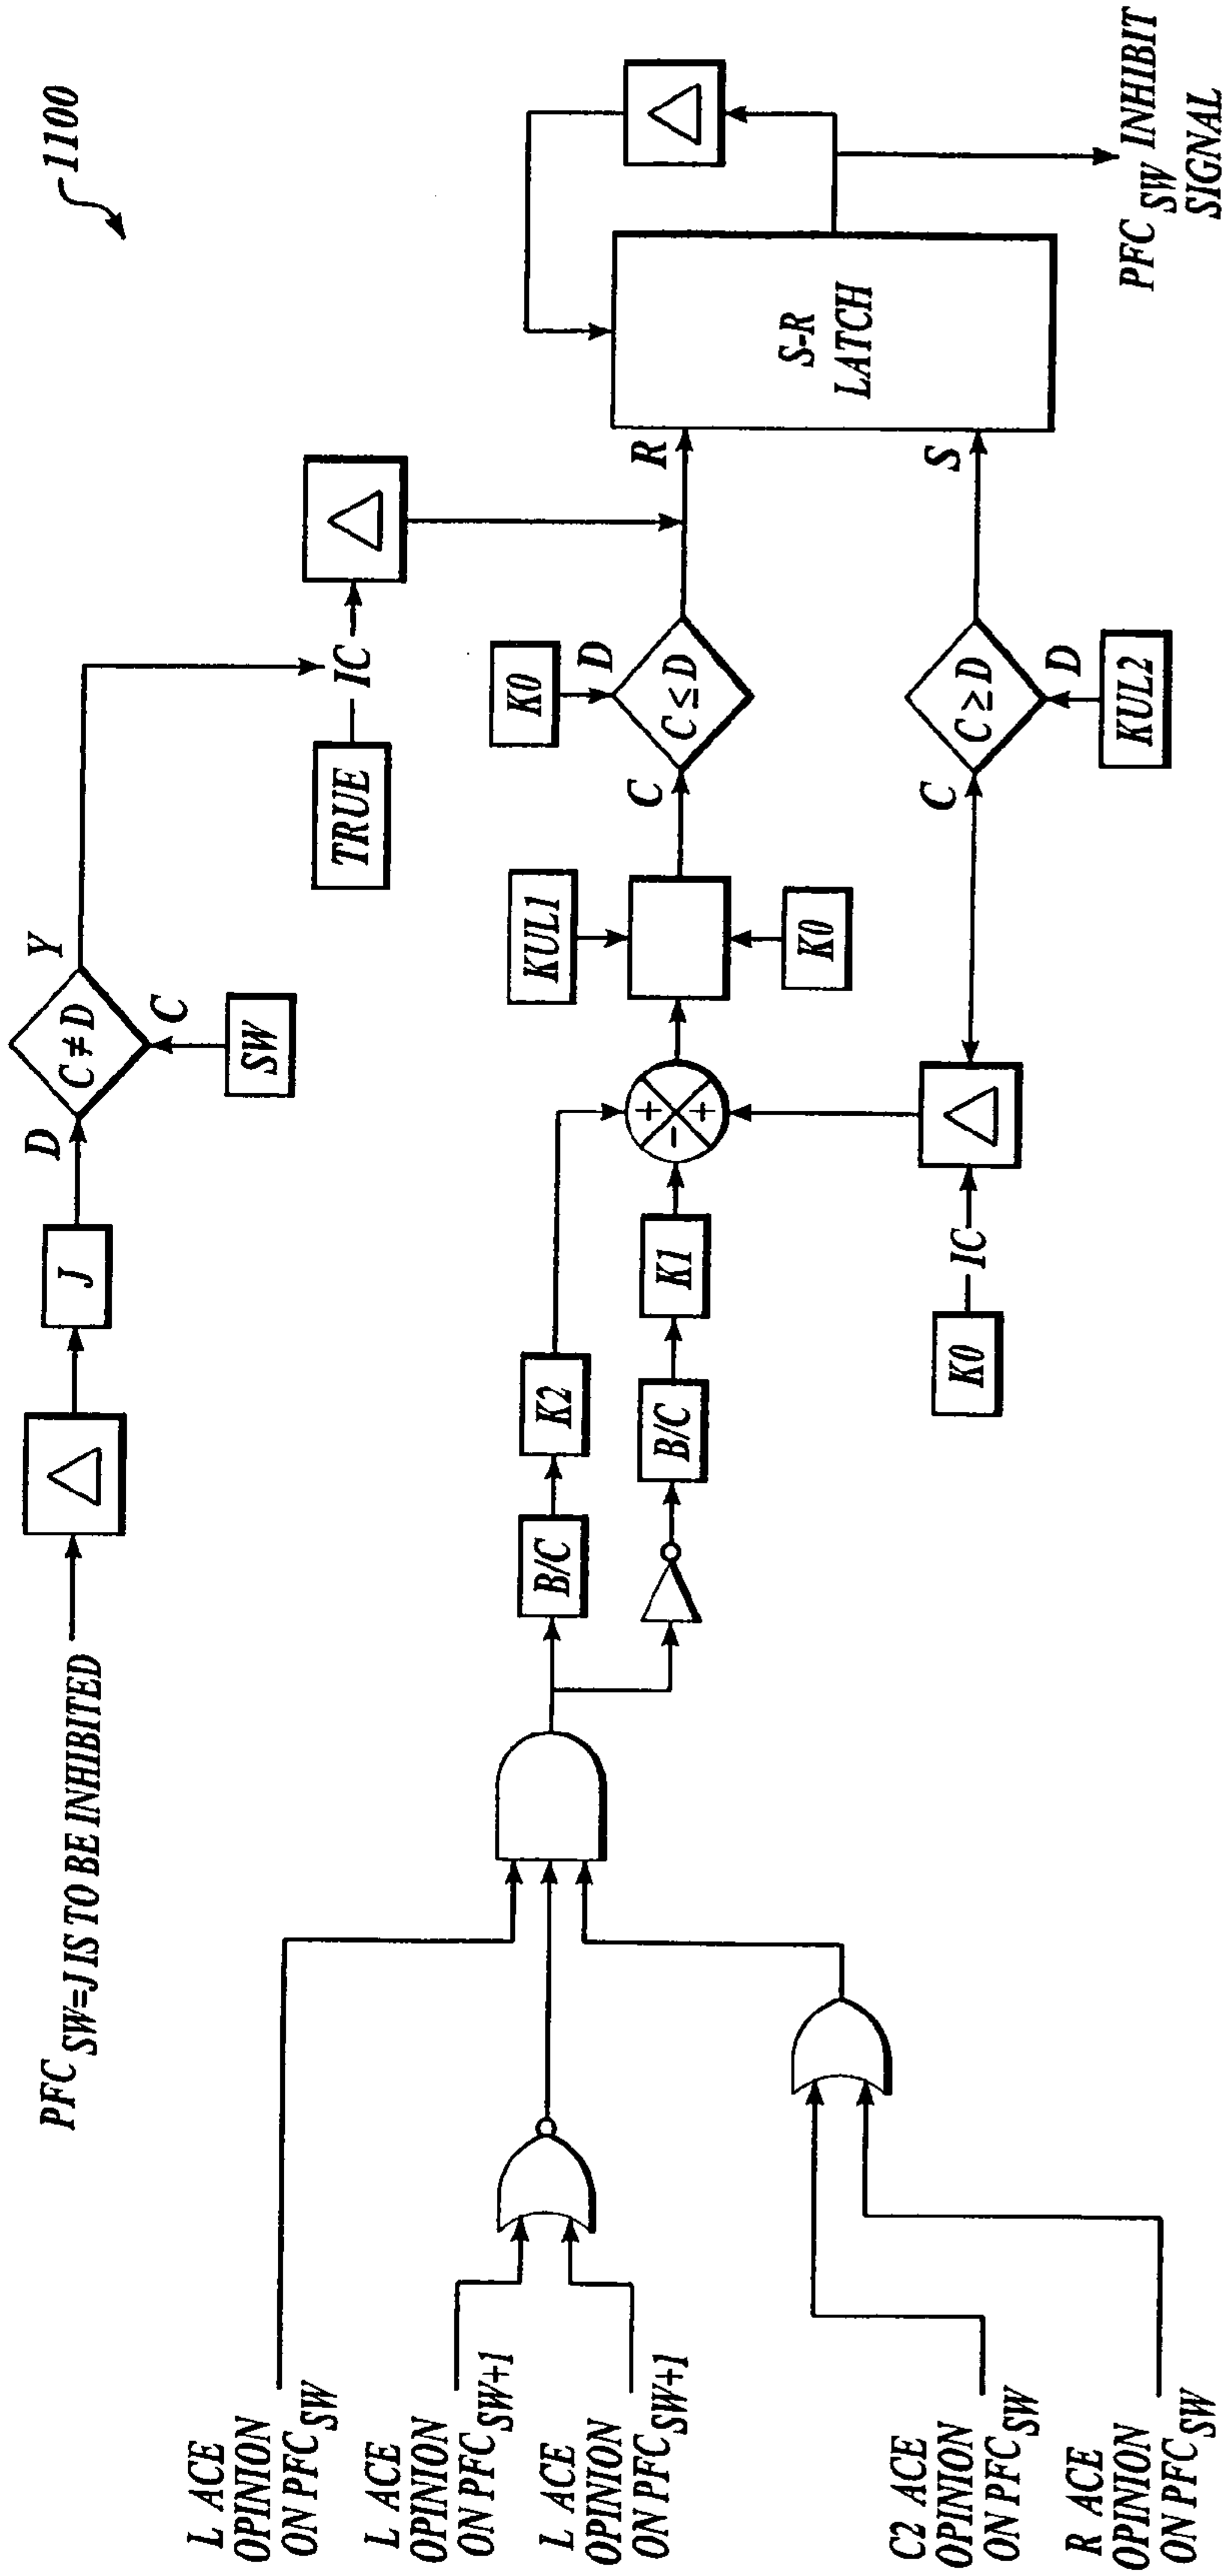 1100
PFC SW=J IS TO BE INHIBITED
J
D
C ≠ D
Y
C
SW
TRUE
IC
L ACE
OPINION
ON PFC SW
L ACE
OPINION
ON PFC SW+1
L ACE
OPINION
ON PFC SW+1
C2 ACE
OPINION
ON PFC SW
R ACE
OPINION
ON PFC SW
B/C
K2
B/C
K1
+
-
+
K0
IC
KUL1
K0
C
K0
D
C ≤ D
R
C
C ≥ D
D
KUL2
S
S-R
LATCH
PFC SW INHIBIT
SIGNAL